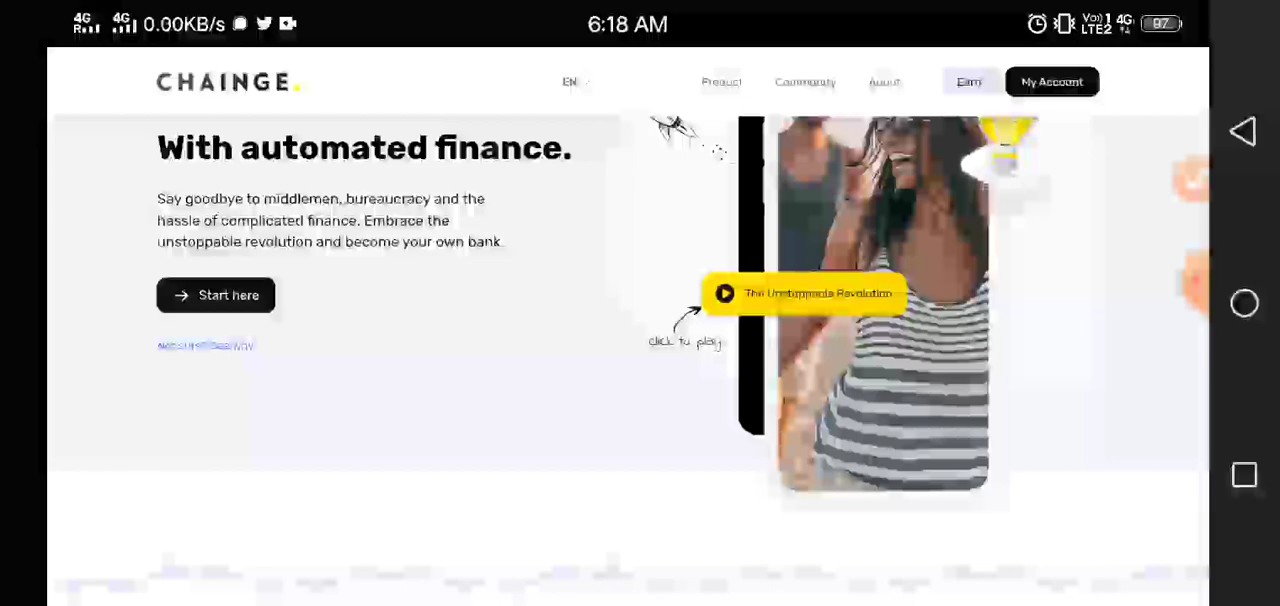 4G 4G 0.00KB/s 6:18 AM Vo) 1 4G
R LTE2 97
CHAINGE. EN Product Community About Earn My Account
With automated finance.
Say goodbye to middlemen, bureaucracy and the
hassle of complicated finance. Embrace the
unstoppable revolution and become your own bank.
Start here
The Unstoppable Revolution
click to play